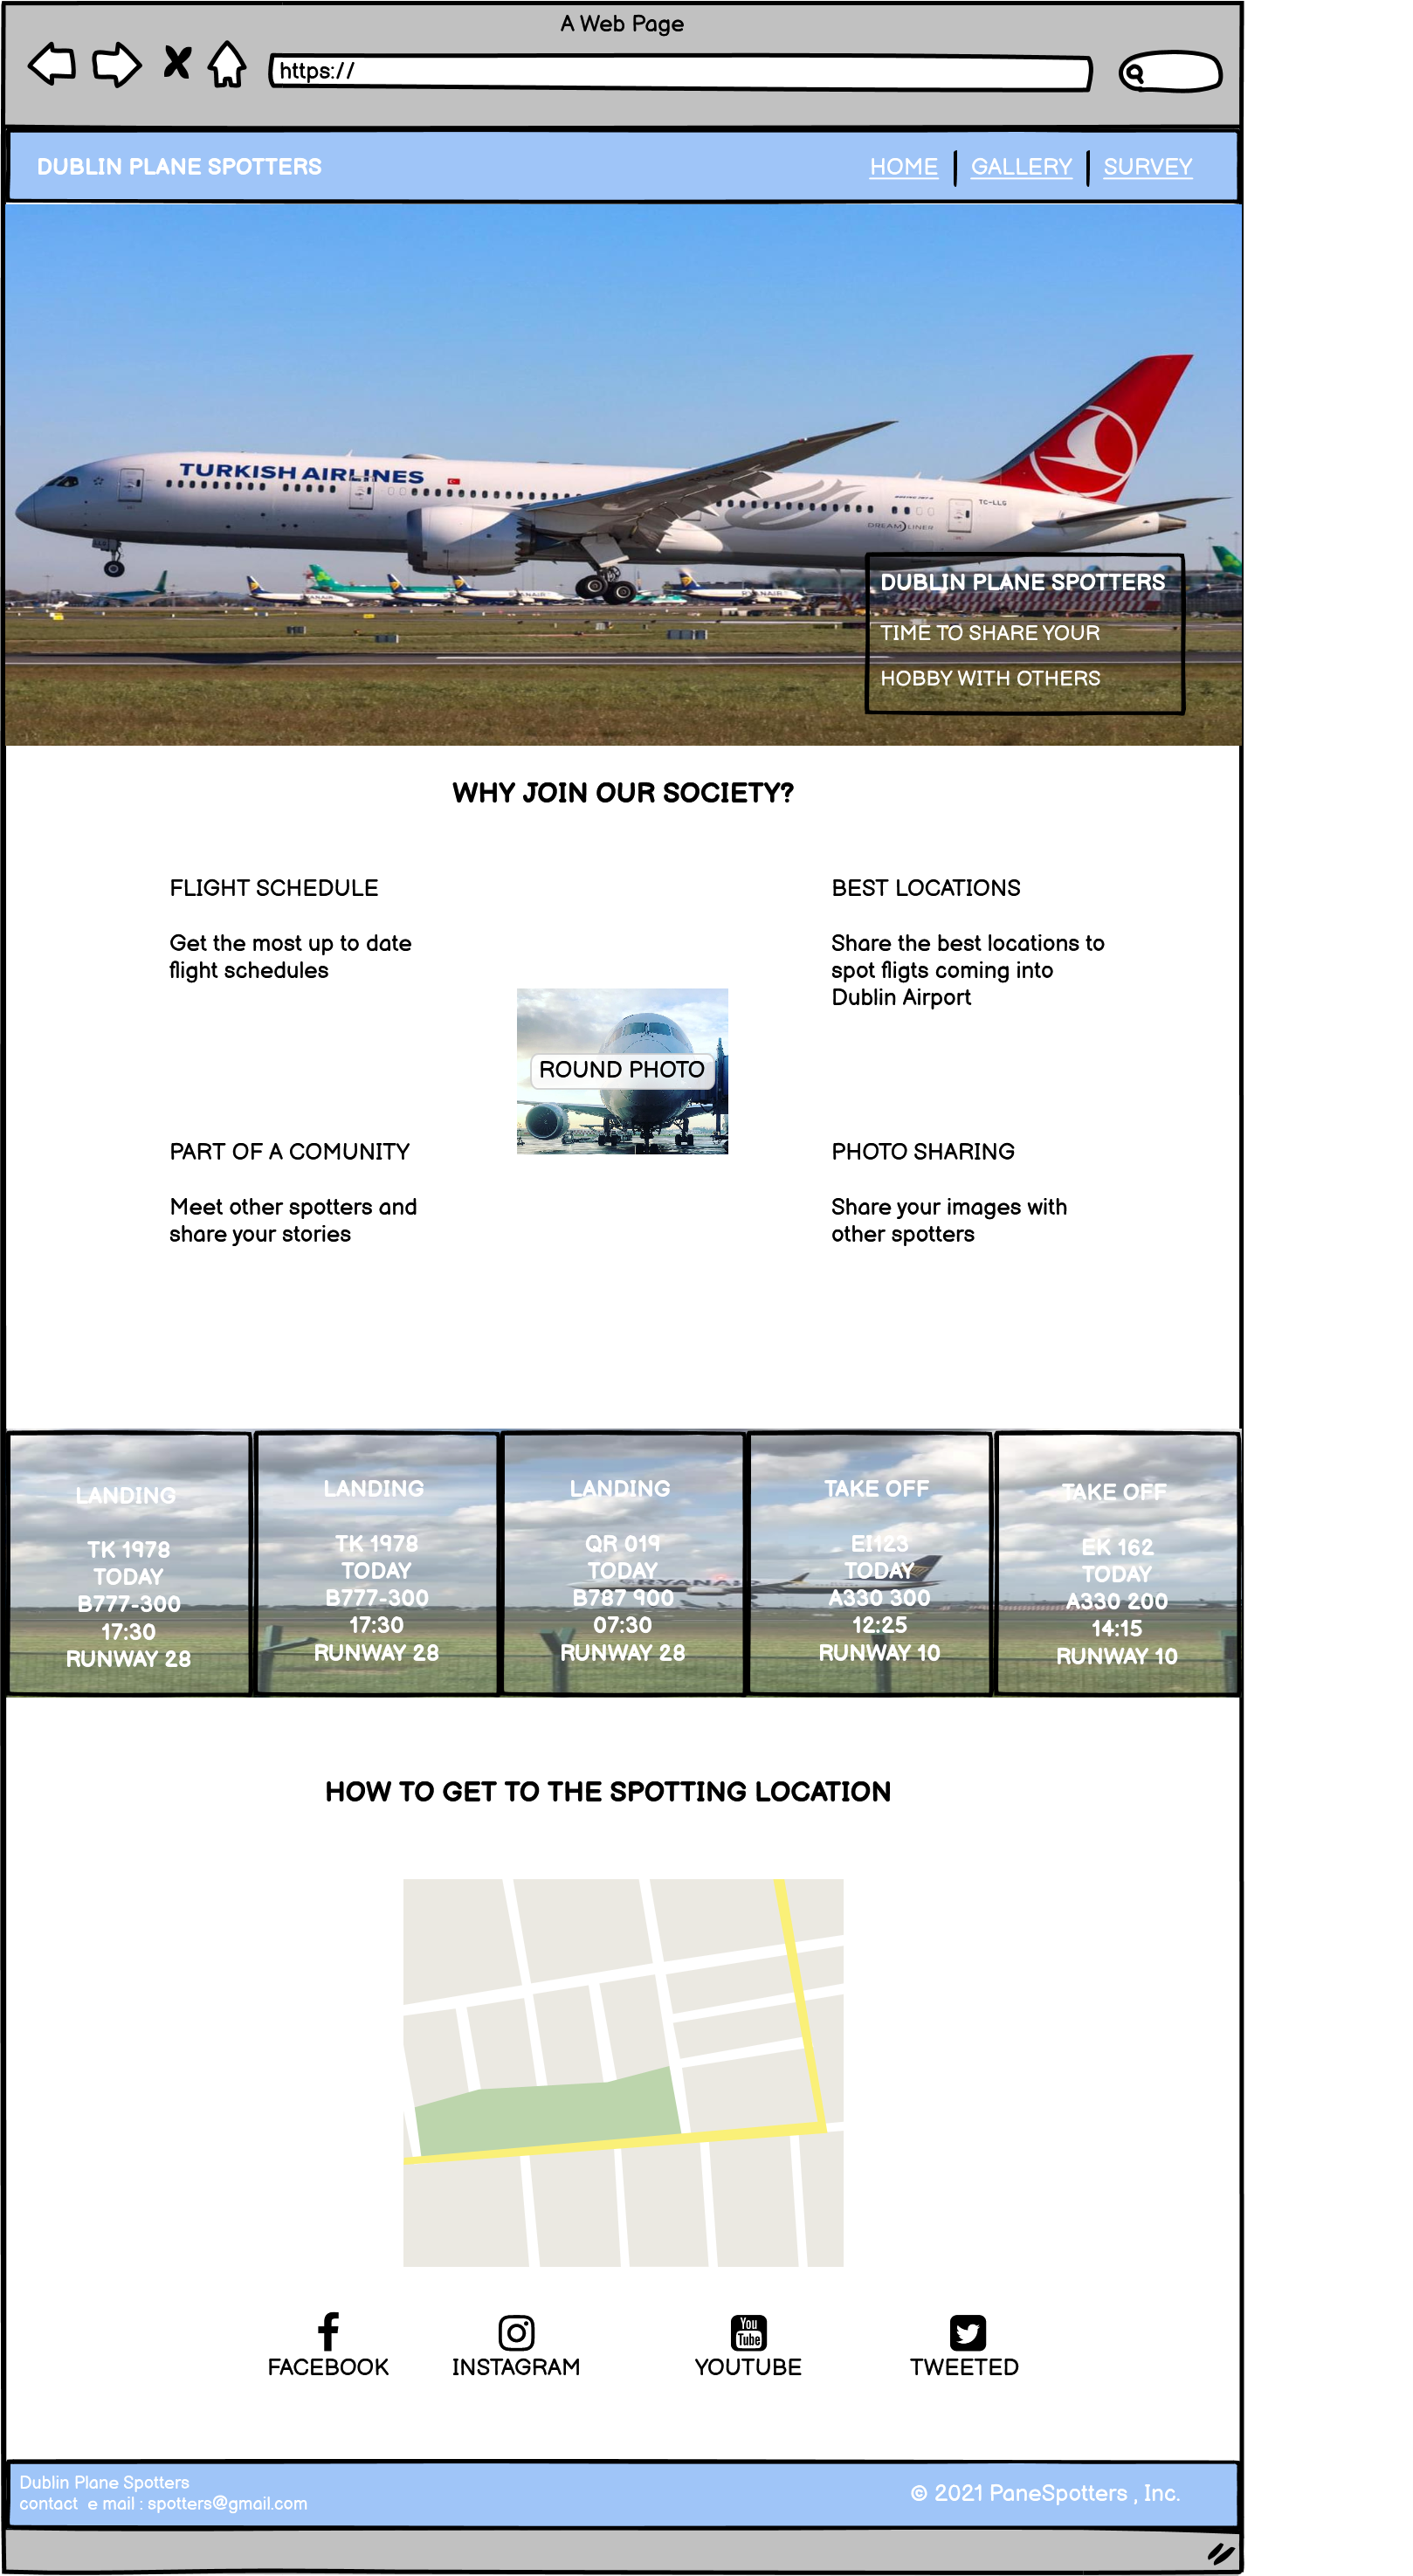 A Web Page
https://
DUBLIN PLANE SPOTTERS
HOME
GALLERY
SURVEY
TURKISH AIRLINES
TC-LLG
DREAMLINER
RYANAIR
DUBLIN PLANE SPOTTERS
TIME TO SHARE YOUR
HOBBY WITH OTHERS
WHY JOIN OUR SOCIETY?
FLIGHT SCHEDULE
Get the most up to date
flight schedules
BEST LOCATIONS
Share the best locations to
spot fligts coming into
Dublin Airport
ROUND PHOTO
PART OF A COMUNITY
Meet other spotters and
share your stories
PHOTO SHARING
Share your images with
other spotters
LANDING
TK 1978
TODAY
B777-300
17:30
RUNWAY 28
LANDING
TK 1978
TODAY
B777-300
17:30
RUNWAY 28
LANDING
QR 019
TODAY
B787 900
07:30
RUNWAY 28
TAKE OFF
EI123
TODAY
A330 300
12:25
RUNWAY 10
TAKE OFF
EK 162
TODAY
A330 200
14:15
RUNWAY 10
RYANAIR
HOW TO GET TO THE SPOTTING LOCATION
FACEBOOK
INSTAGRAM
You
Tube
YOUTUBE
TWEETED
Dublin Plane Spotters
contact e mail : spotters@gmail.com
© 2021 PaneSpotters , Inc.